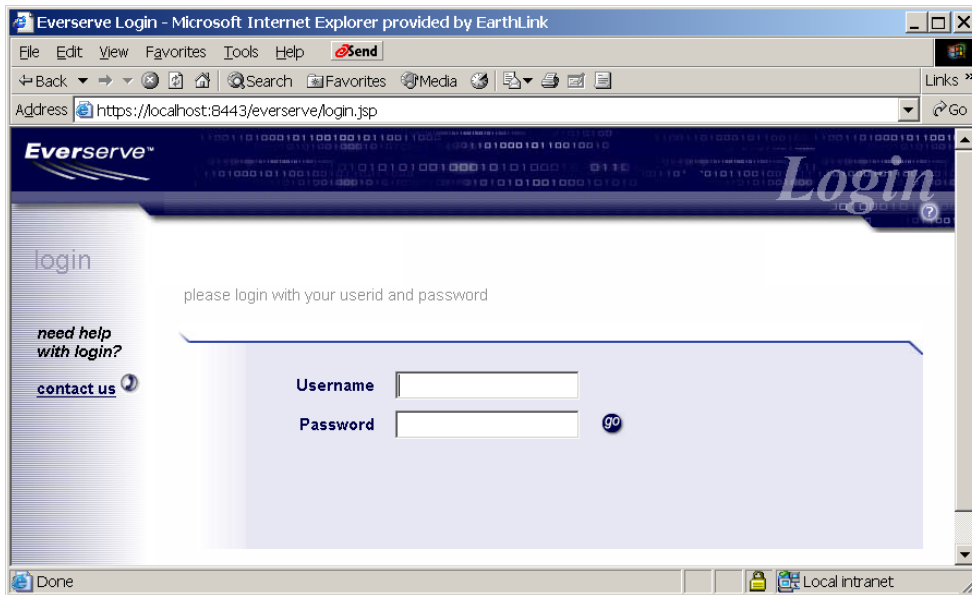 Everserve Login - Microsoft Internet Explorer provided by EarthLink
File Edit View Favorites Tools Help Send
Back Search Favorites Media Links »
Address https://localhost:8443/everserve/login.jsp Go
Everserve™
Login
?
login
please login with your userid and password
need help
with login?
contact us
Username
Password go
Done Local intranet